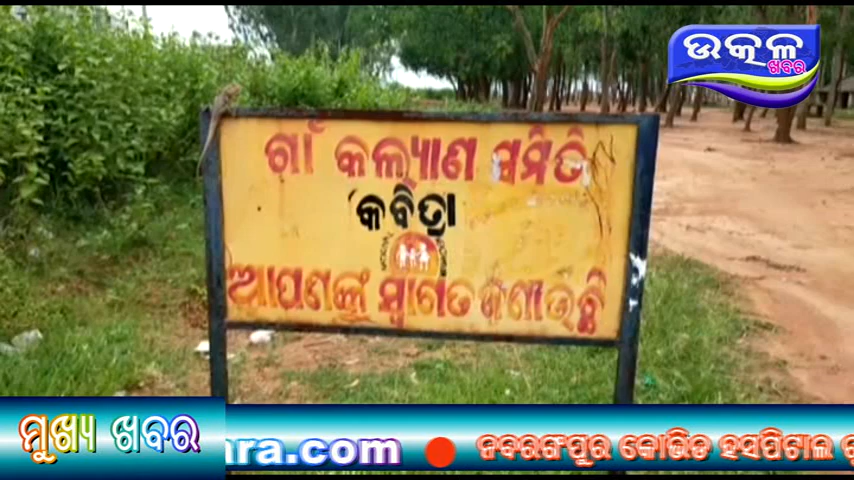 ଉତ୍କଳ
ଖବର
ଗାଁ କଲ୍ୟାଣ ସମିତି
କବିତ୍ରା
ଆପଣଙ୍କୁ ସ୍ୱାଗତ ଜଣାଉଛି
ମୁଖ୍ୟ ଖବର
ara.com ନବରଙ୍ଗପୁର କୋଭିଡ ହସପିଟାଲ